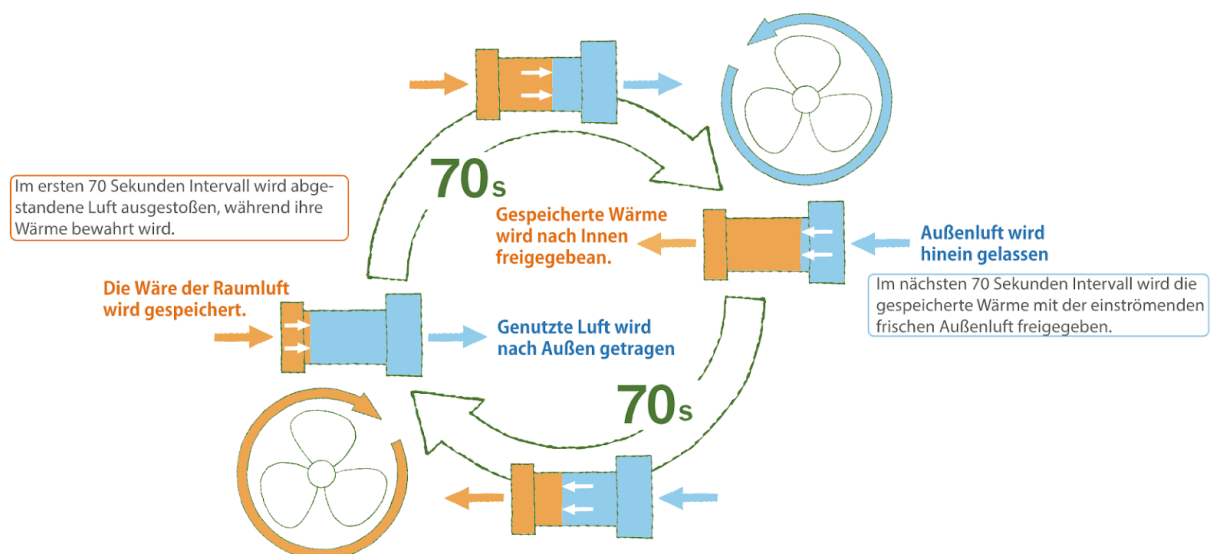 70s
Im ersten 70 Sekunden Intervall wird abge-
standene Luft ausgestoßen, während ihre
Wärme bewahrt wird.
Gespeicherte Wärme
wird nach Innen
freigegebean.
Außenluft wird
hinein gelassen
Im nächsten 70 Sekunden Intervall wird die
gespeicherte Wärme mit der einströmenden
frischen Außenluft freigegeben.
Die Wäre der Raumluft
wird gespeichert.
Genutzte Luft wird
nach Außen getragen
70s